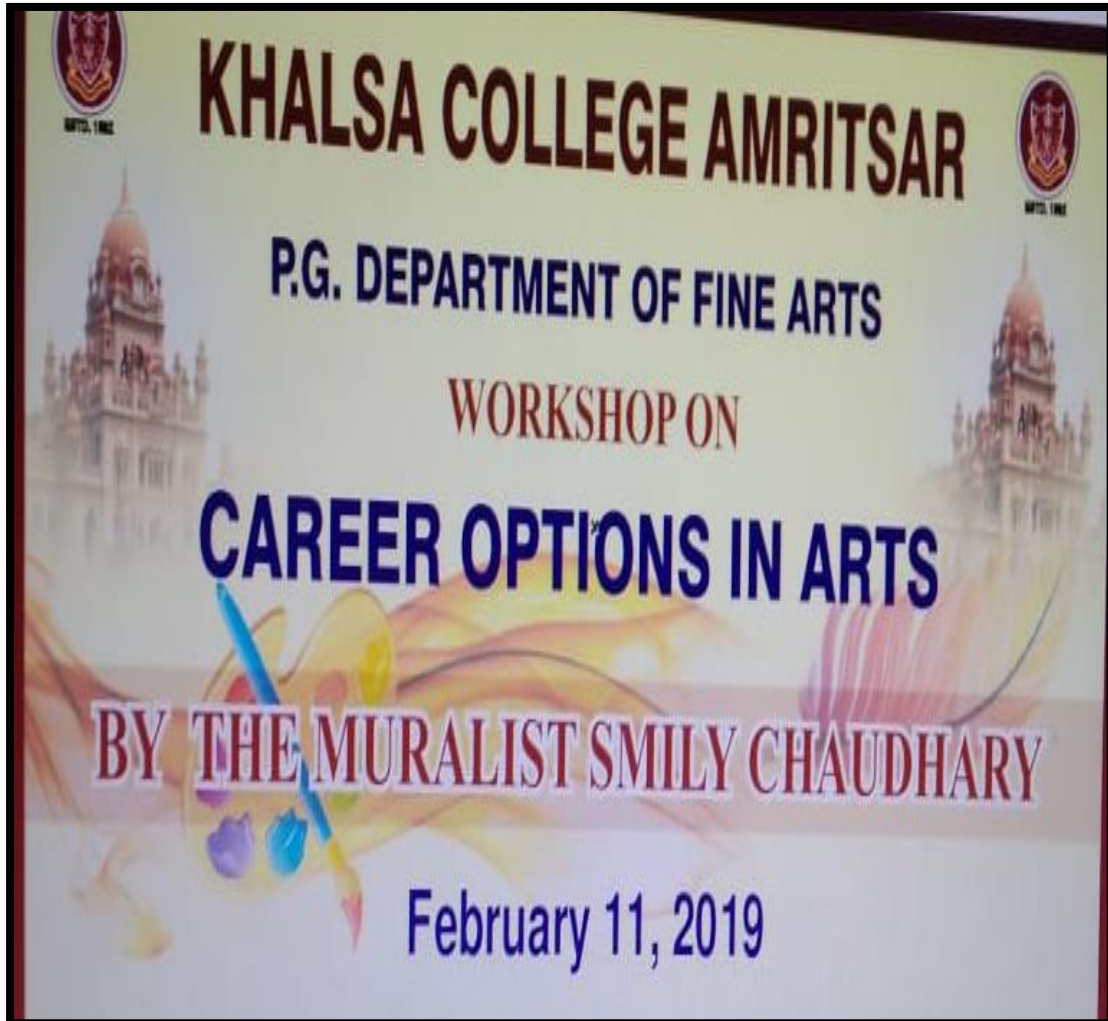 KHALSA COLLEGE AMRITSAR
P.G. DEPARTMENT OF FINE ARTS
WORKSHOP ON
CAREER OPTIONS IN ARTS
BY THE MURALIST SMILY CHAUDHARY
February 11, 2019